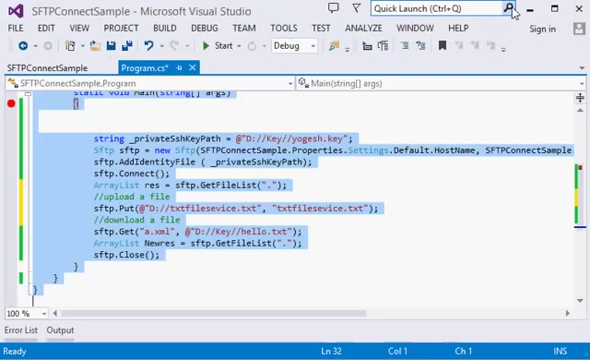 SFTPConnectSample - Microsoft Visual Studio
Quick Launch (Ctrl+Q)
FILE EDIT VIEW PROJECT BUILD DEBUG TEAM TOOLS TEST ANALYZE WINDOW HELP
Sign in
Start Debug
SFTPConnectSample Program.cs*
SFTPConnectSample.Program Main(string[] args)
static void Main(string[] args)
{
string _privateSshKeyPath = @"D://Key//yogesh.key";
Sftp sftp = new Sftp(SFTPConnectSample.Properties.Settings.Default.HostName, SFTPConnectSample
sftp.AddIdentityFile ( _privateSshKeyPath);
sftp.Connect();
ArrayList res = sftp.GetFileList(".");
//upload a file
sftp.Put(@"D://txtfilesevice.txt", "txtfilesevice.txt");
//download a file
sftp.Get("a.xml", @"D://Key//hello.txt");
ArrayList Newres = sftp.GetFileList(".");
sftp.Close();
}
}
}
100 %
Error List Output
Ready Ln 32 Col 1 Ch 1 INS